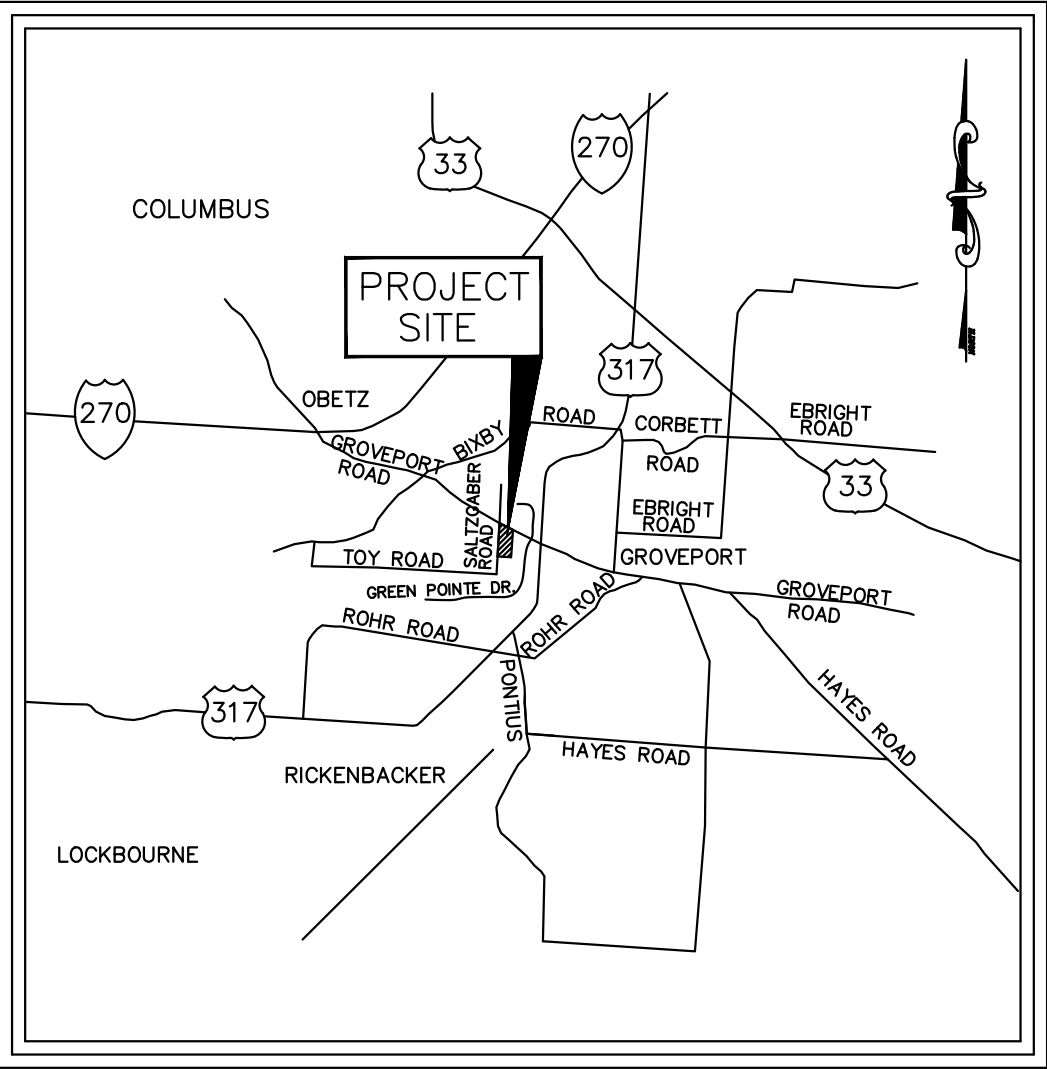 33
270
COLUMBUS
PROJECT
SITE
317
270
OBETZ
BIXBY
ROAD
CORBETT
ROAD
EBRIGHT
ROAD
GROVEPORT
ROAD
SALTZGABER
ROAD
33
EBRIGHT
ROAD
TOY ROAD
GROVEPORT
GREEN POINTE DR.
GROVEPORT
ROAD
ROHR ROAD
ROHR ROAD
PONTIUS
HAYES ROAD
317
HAYES ROAD
RICKENBACKER
LOCKBOURNE